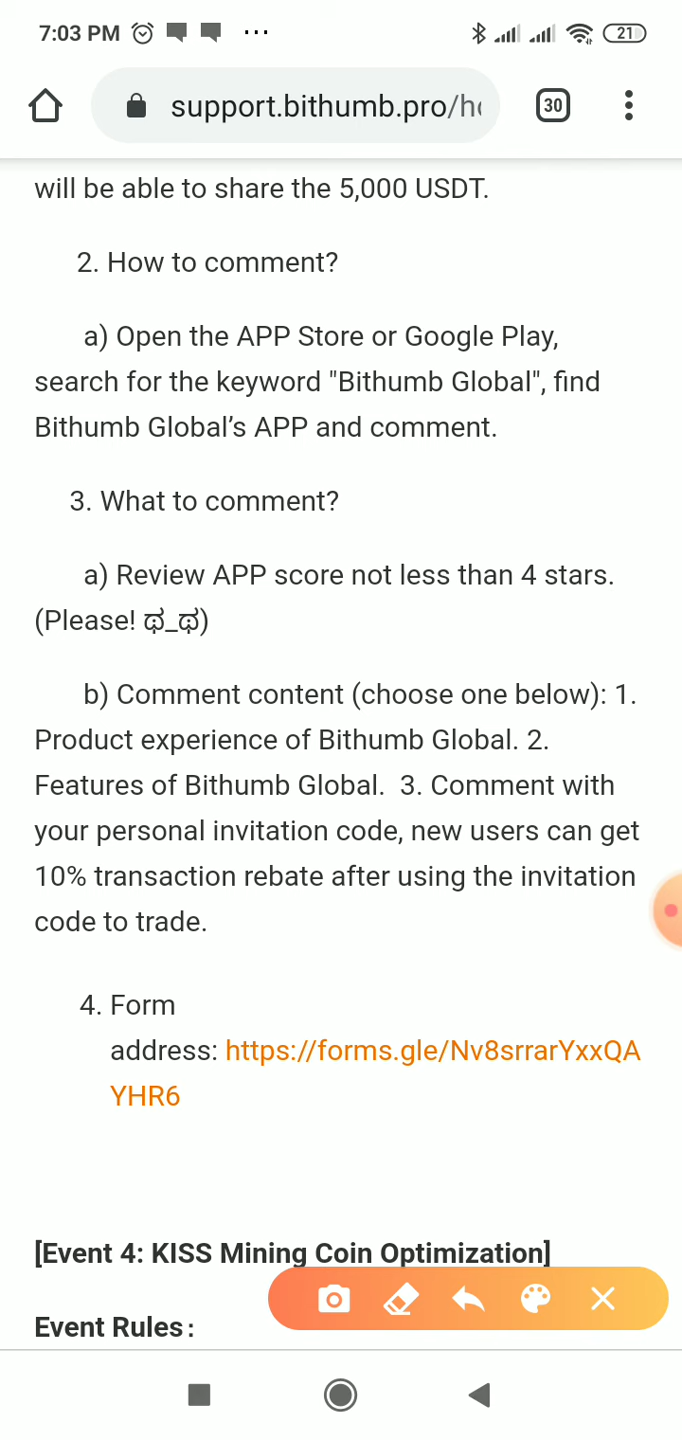 7:03 PM ...
21
support.bithumb.pro/h
30
will be able to share the 5,000 USDT.
2. How to comment?
a) Open the APP Store or Google Play,
search for the keyword "Bithumb Global", find
Bithumb Global’s APP and comment.
3. What to comment?
a) Review APP score not less than 4 stars.
(Please! ಥ_ಥ)
b) Comment content (choose one below): 1.
Product experience of Bithumb Global. 2.
Features of Bithumb Global.  3. Comment with
your personal invitation code, new users can get
10% transaction rebate after using the invitation
code to trade.
4. Form
address: https://forms.gle/Nv8srrarYxxQA
YHR6
[Event 4: KISS Mining Coin Optimization]
Event Rules: